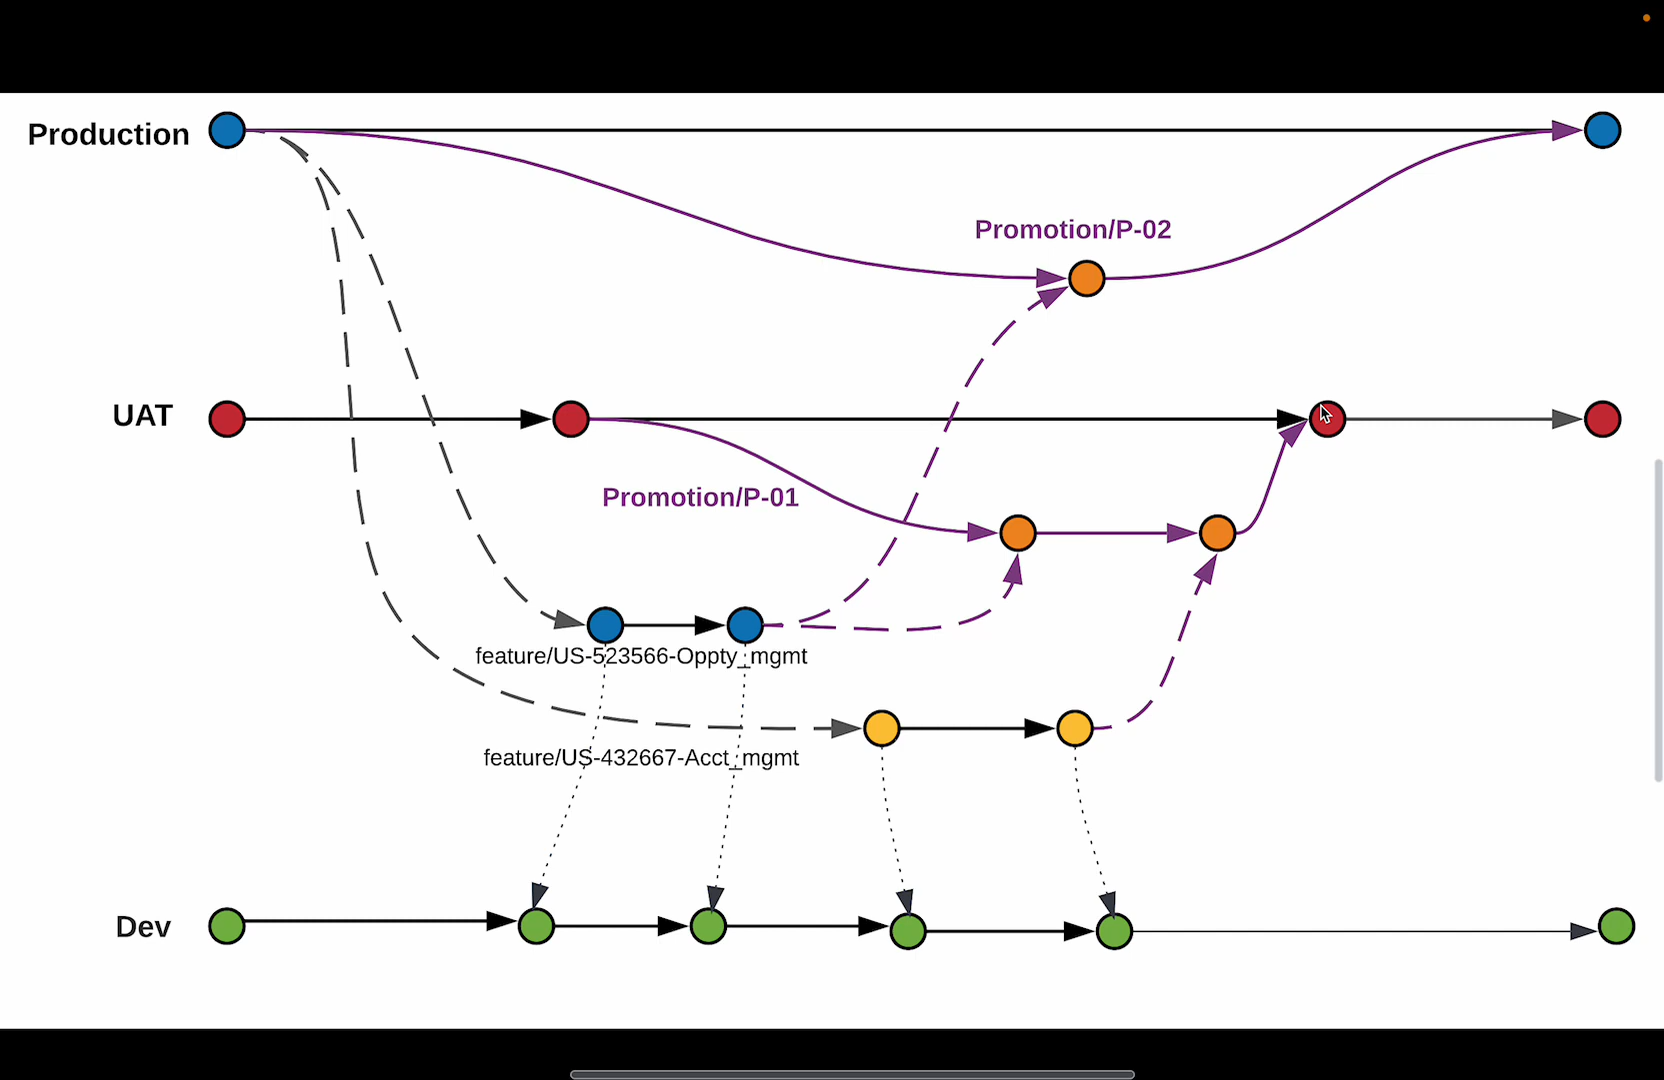 Production
Promotion/P-02
UAT
Promotion/P-01
feature/US-523566-Oppty_mgmt
feature/US-432667-Acct_mgmt
Dev